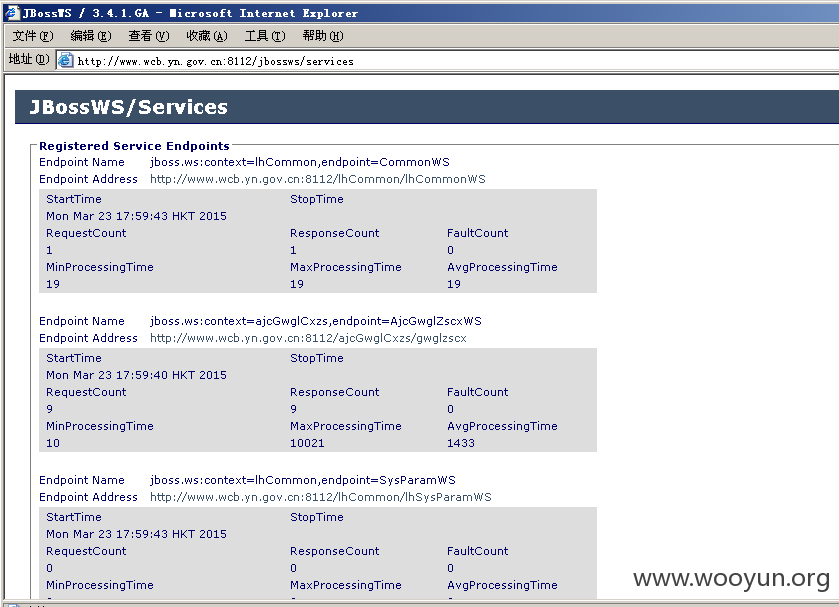 JBossWS / 3.4.1.GA - Microsoft Internet Explorer
文件(F) 编辑(E) 查看(V) 收藏(A) 工具(T) 帮助(H)
地址(D) http://www.wcb.yn.gov.cn:8112/jbossws/services
JBossWS/Services
Registered Service Endpoints
Endpoint Name jboss.ws:context=lhCommon,endpoint=CommonWS
Endpoint Address http://www.wcb.yn.gov.cn:8112/lhCommon/lhCommonWS
StartTime StopTime
Mon Mar 23 17:59:43 HKT 2015
RequestCount ResponseCount FaultCount
1 1 0
MinProcessingTime MaxProcessingTime AvgProcessingTime
19 19 19
Endpoint Name jboss.ws:context=ajcGwglCxzs,endpoint=AjcGwglZscxWS
Endpoint Address http://www.wcb.yn.gov.cn:8112/ajcGwglCxzs/gwglzscx
StartTime StopTime
Mon Mar 23 17:59:40 HKT 2015
RequestCount ResponseCount FaultCount
9 9 0
MinProcessingTime MaxProcessingTime AvgProcessingTime
10 10021 1433
Endpoint Name jboss.ws:context=lhCommon,endpoint=SysParamWS
Endpoint Address http://www.wcb.yn.gov.cn:8112/lhCommon/lhSysParamWS
StartTime StopTime
Mon Mar 23 17:59:43 HKT 2015
RequestCount ResponseCount FaultCount
0 0 0
MinProcessingTime MaxProcessingTime AvgProcessingTime
www.wooyun.org